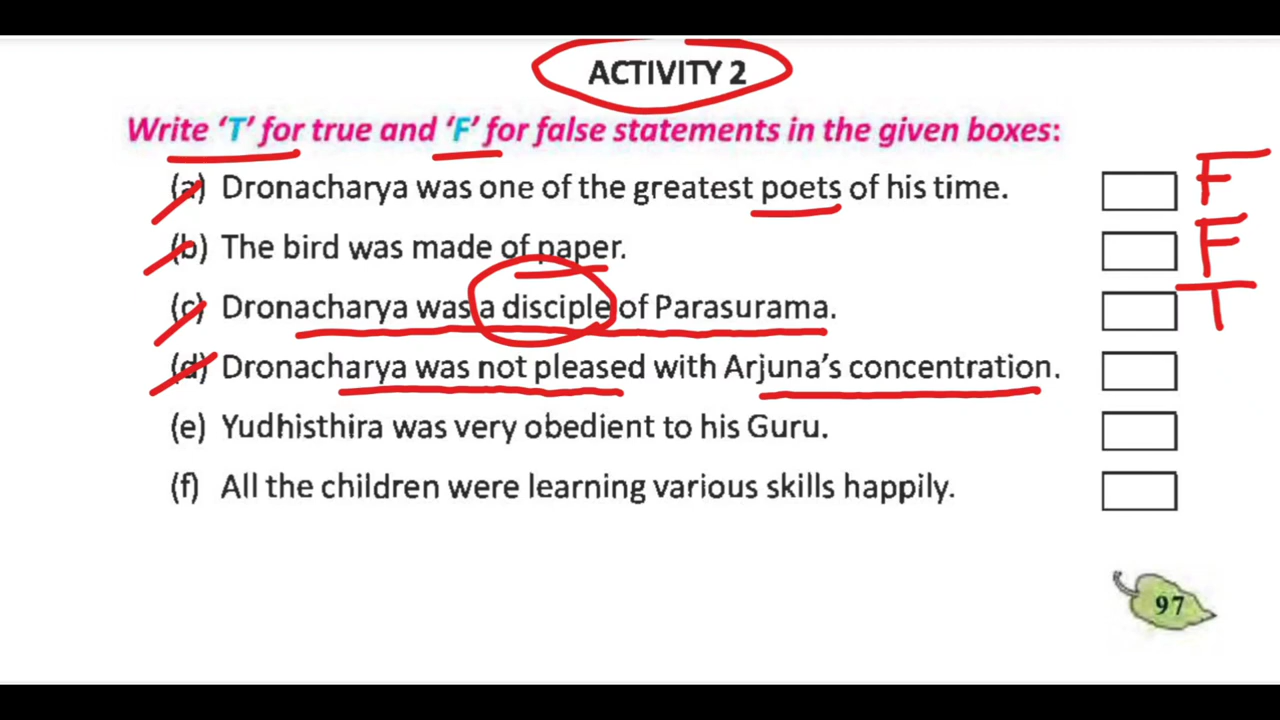 ACTIVITY 2
Write ‘T’ for true and ‘F’ for false statements in the given boxes:
(a) Dronacharya was one of the greatest poets of his time. F
(b) The bird was made of paper. F
(c) Dronacharya was a disciple of Parasurama. T
(d) Dronacharya was not pleased with Arjuna’s concentration.
(e) Yudhisthira was very obedient to his Guru.
(f) All the children were learning various skills happily.
97